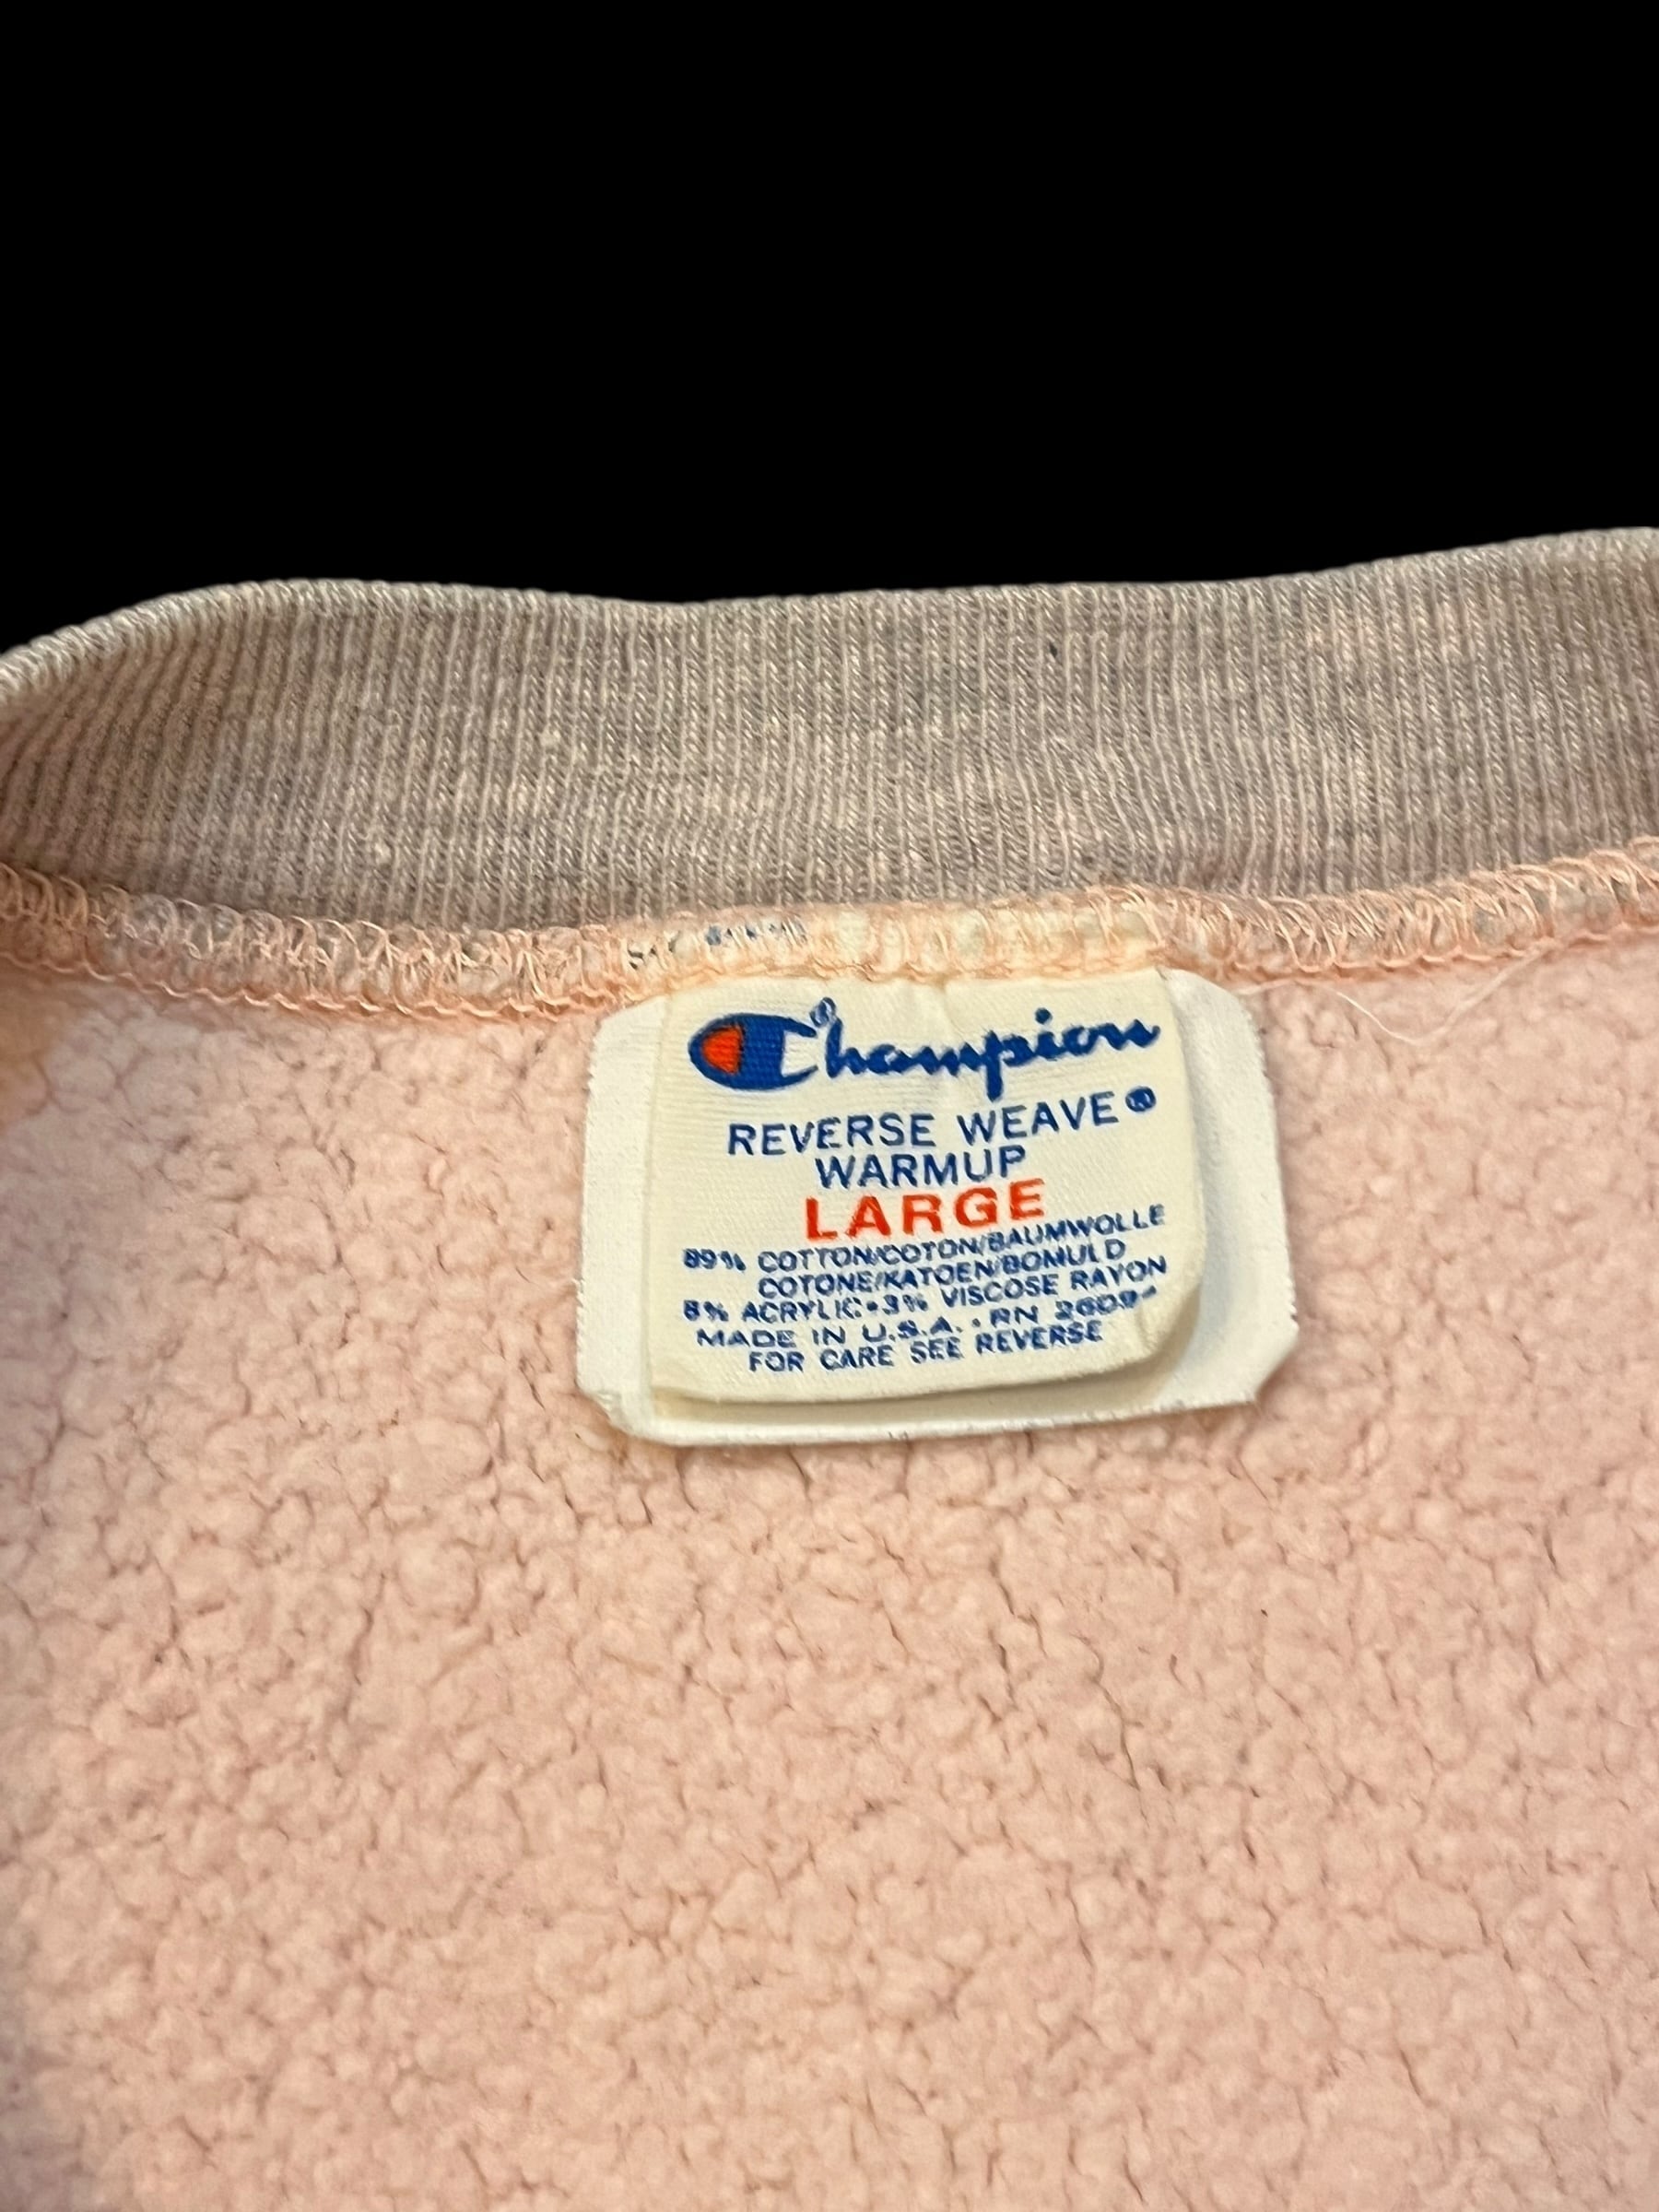 Champion®
REVERSE WEAVE®
WARMUP
LARGE
89% COTTON/COTON/BAUMWOLLE
COTONE/KATOEN/BOMULD
8% ACRYLIC•3% VISCOSE RAYON
MADE IN U.S.A. • RN 26094
FOR CARE SEE REVERSE